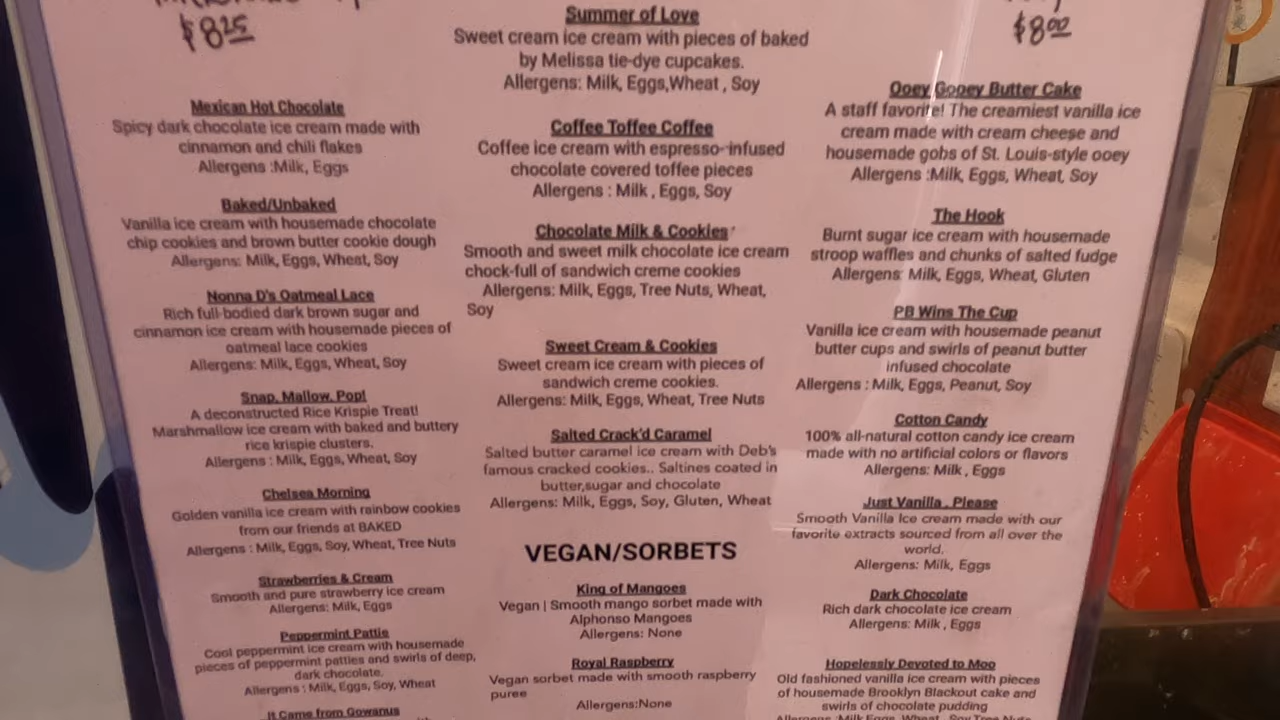 $8.25
Mexican Hot Chocolate
Spicy dark chocolate ice cream made with
cinnamon and chili flakes
Allergens :Milk, Eggs
Baked/Unbaked
Vanilla ice cream with housemade chocolate
chip cookies and brown butter cookie dough
Allergens: Milk, Eggs, Wheat, Soy
Nonna D's Oatmeal Lace
Rich full-bodied dark brown sugar and
cinnamon ice cream with housemade pieces of
oatmeal lace cookies
Allergens: Milk, Eggs, Wheat, Soy
Snap, Mallow, Pop!
A deconstructed Rice Krispie Treat!
Marshmallow ice cream with baked and buttery
rice krispie clusters.
Allergens : Milk, Eggs, Wheat, Soy
Chelsea Morning
Golden vanilla ice cream with rainbow cookies
from our friends at BAKED
Allergens : Milk, Eggs, Soy, Wheat, Tree Nuts
Strawberries & Cream
Smooth and pure strawberry ice cream
Allergens: Milk, Eggs
Peppermint Pattie
Cool peppermint ice cream with housemade
pieces of peppermint patties and swirls of deep,
dark chocolate.
Allergens : Milk, Eggs, Soy, Wheat
It Came from Gowanus
Summer of Love
Sweet cream ice cream with pieces of baked
by Melissa tie-dye cupcakes.
Allergens: Milk, Eggs,Wheat , Soy
Coffee Toffee Coffee
Coffee ice cream with espresso-infused
chocolate covered toffee pieces
Allergens : Milk , Eggs, Soy
Chocolate Milk & Cookies
Smooth and sweet milk chocolate ice cream
chock-full of sandwich creme cookies
Allergens: Milk, Eggs, Tree Nuts, Wheat,
Soy
Sweet Cream & Cookies
Sweet cream ice cream with pieces of
sandwich creme cookies.
Allergens: Milk, Eggs, Wheat, Tree Nuts
Salted Crack'd Caramel
Salted butter caramel ice cream with Deb's
famous cracked cookies.. Saltines coated in
butter,sugar and chocolate
Allergens: Milk, Eggs, Soy, Gluten, Wheat
VEGAN/SORBETS
King of Mangoes
Vegan | Smooth mango sorbet made with
Alphonso Mangoes
Allergens: None
Royal Raspberry
Vegan sorbet made with smooth raspberry
puree
Allergens:None
$8.00
Ooey Gooey Butter Cake
A staff favorite! The creamiest vanilla ice
cream made with cream cheese and
housemade gobs of St. Louis-style ooey
Allergens :Milk, Eggs, Wheat, Soy
The Hook
Burnt sugar ice cream with housemade
stroop waffles and chunks of salted fudge
Allergens: Milk, Eggs, Wheat, Gluten
PB Wins The Cup
Vanilla ice cream with housemade peanut
butter cups and swirls of peanut butter
infused chocolate
Allergens : Milk, Eggs, Peanut, Soy
Cotton Candy
100% all-natural cotton candy ice cream
made with no artificial colors or flavors
Allergens: Milk , Eggs
Just Vanilla , Please
Smooth Vanilla Ice cream made with our
favorite extracts sourced from all over the
world.
Allergens: Milk, Eggs
Dark Chocolate
Rich dark chocolate ice cream
Allergens: Milk , Eggs
Hopelessly Devoted to Moo
Old fashioned vanilla ice cream with pieces
of housemade Brooklyn Blackout cake and
swirls of chocolate pudding
Allergens :Milk,Eggs, Wheat, Soy,Tree Nuts